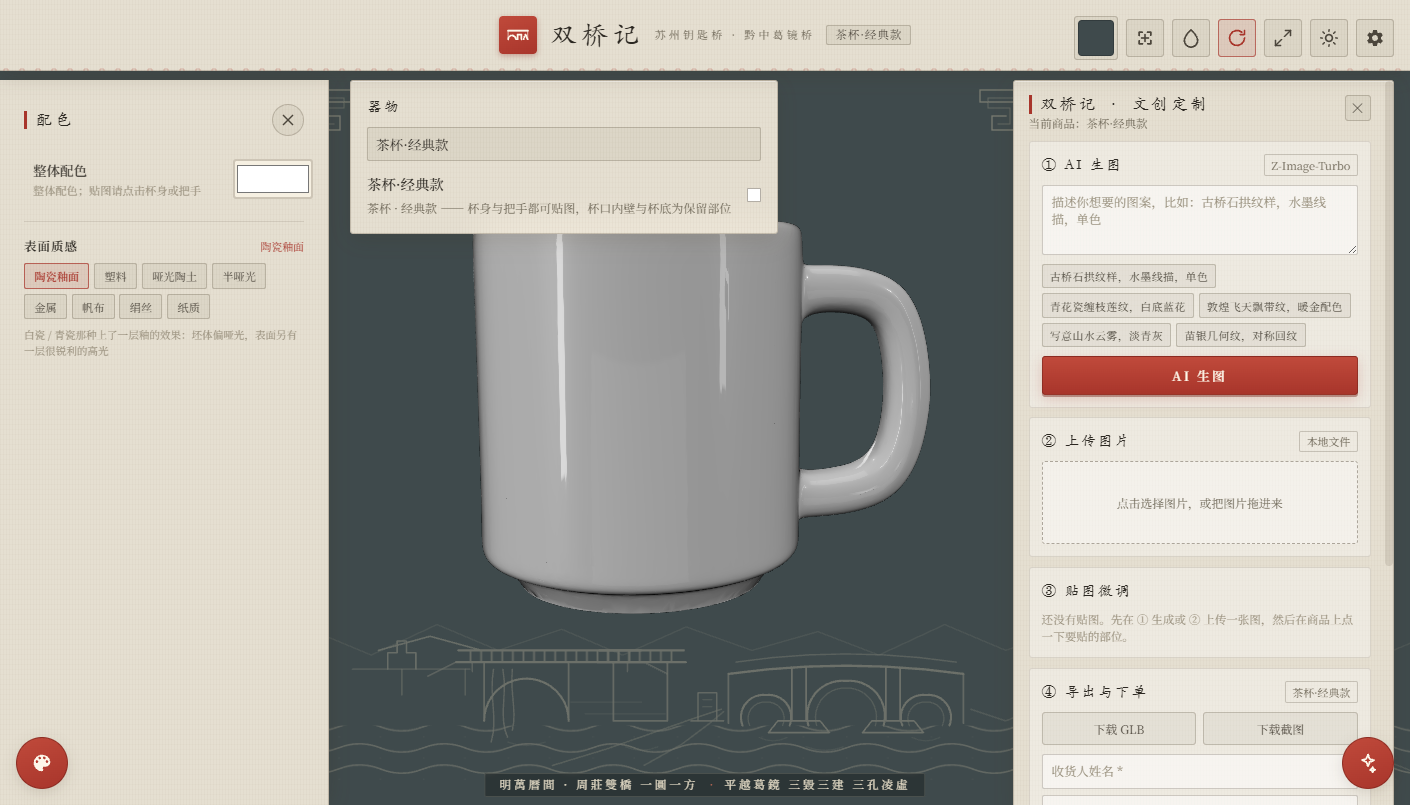 双桥记
苏州钥匙桥 · 黔中葛镜桥
茶杯·经典款
配色
整体配色
整体配色；贴图请点击杯身或把手
表面质感
陶瓷釉面
陶瓷釉面
塑料
哑光陶土
半哑光
金属
帆布
绢丝
纸质
白瓷 / 青瓷那种上了一层釉的效果：坯体偏哑光，表面另有
一层很锐利的高光
器物
茶杯·经典款
茶杯·经典款
茶杯 · 经典款 —— 杯身与把手都可贴图，杯口内壁与杯底为保留部位
明萬曆間 · 周莊雙橋 一圓一方 · 平越葛鏡 三毀三建 三孔凌虛
双桥记 · 文创定制
当前商品：茶杯·经典款
① AI 生图
Z-Image-Turbo
描述你想要的图案，比如：古桥石拱纹样，水墨线
描，单色
古桥石拱纹样，水墨线描，单色
青花瓷缠枝莲纹，白底蓝花
敦煌飞天飘带纹，暖金配色
写意山水云雾，淡青灰
苗银几何纹，对称回纹
AI 生图
② 上传图片
本地文件
点击选择图片，或把图片拖进来
③ 贴图微调
还没有贴图。先在 ① 生成或 ② 上传一张图，然后在商品上点
一下要贴的部位。
④ 导出与下单
茶杯·经典款
下载 GLB
下载截图
收货人姓名 *